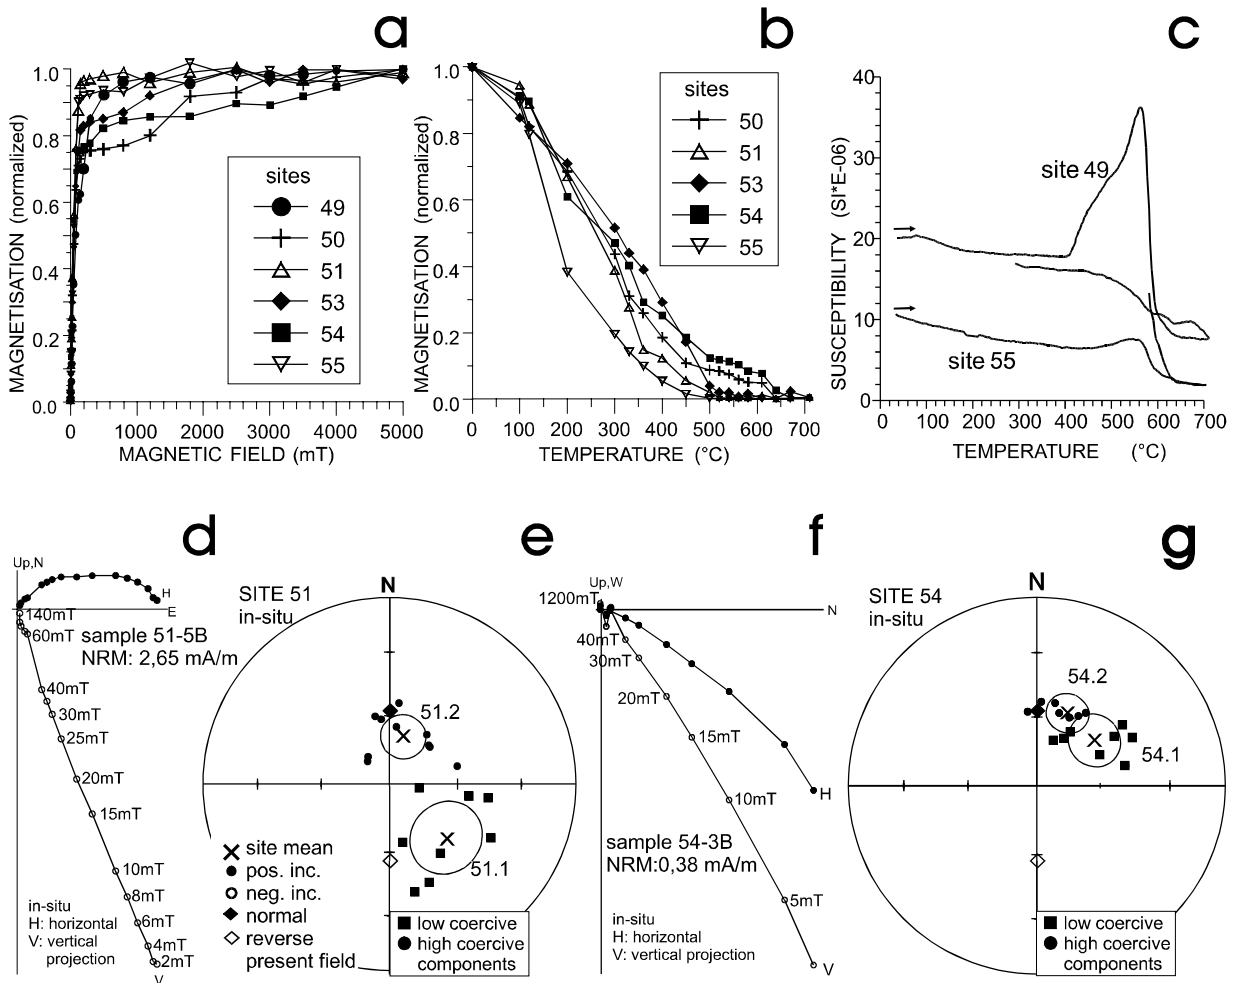 a
MAGNETISATION (normalized)
1.0
0.8
0.6
0.4
0.2
0.0
0
1000
2000
3000
4000
5000
MAGNETIC FIELD (mT)
sites
49
50
51
53
54
55
b
MAGNETISATION (normalized)
1.0
0.8
0.6
0.4
0.2
0.0
0
100
200
300
400
500
600
700
TEMPERATURE (°C)
sites
50
51
53
54
55
c
SUSCEPTIBILITY (SI*E-06)
40
30
20
10
0
0
100
200
300
400
500
600
700
TEMPERATURE (°C)
site 49
site 55
d
Up,N
H
E
140mT
60mT
sample 51-5B
NRM: 2,65 mA/m
40mT
30mT
25mT
20mT
15mT
10mT
8mT
6mT
4mT
2mT
V
in-situ
H: horizontal
V: vertical
projection
e
SITE 51
in-situ
N
51.2
51.1
site mean
pos. inc.
neg. inc.
normal
reverse
present field
low coercive
high coercive
components
f
Up,W
1200mT
N
40mT
30mT
20mT
15mT
10mT
5mT
H
V
sample 54-3B
NRM:0,38 mA/m
in-situ
H: horizontal
V: vertical projection
g
SITE 54
in-situ
N
54.2
54.1
low coercive
high coercive
components